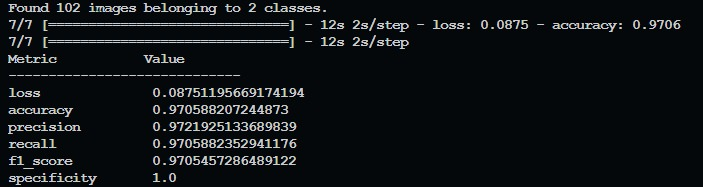 Found 102 images belonging to 2 classes.
7/7 [==============================] - 12s 2s/step - loss: 0.0875 - accuracy: 0.9706
7/7 [==============================] - 12s 2s/step
Metric Value
-----------------------------
loss 0.08751195669174194
accuracy 0.970588207244873
precision 0.9721925133689839
recall 0.9705882352941176
f1_score 0.9705457286489122
specificity 1.0